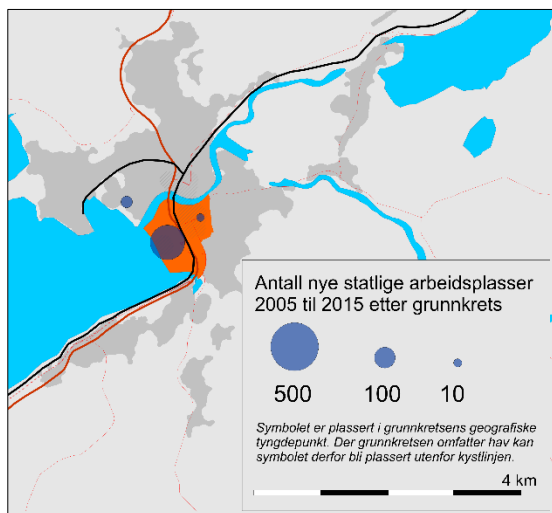 Antall nye statlige arbeidsplasser
2005 til 2015 etter grunnkrets
500 100 10
Symbolet er plassert i grunnkretsens geografiske
tyngdepunkt. Der grunnkretsen omfatter hav kan
symbolet derfor bli plassert utenfor kystlinjen.
4 km